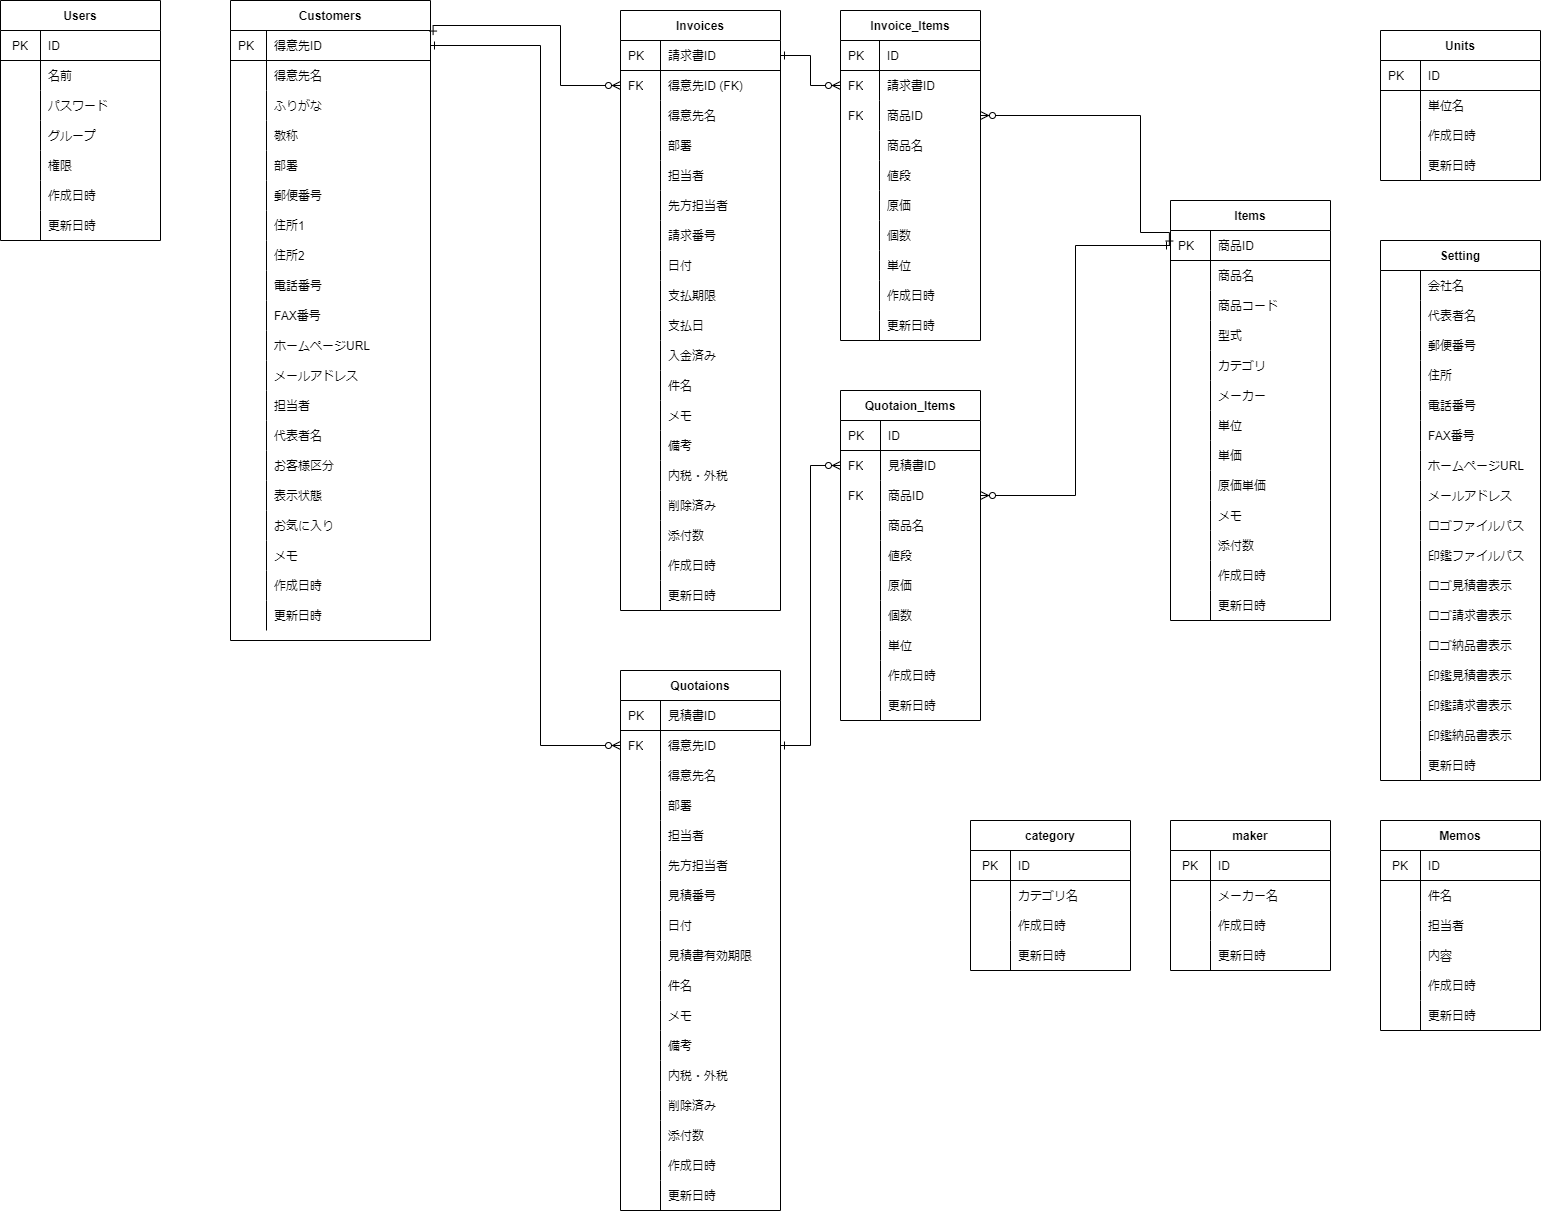 Users
PK ID
名前
パスワード
グループ
権限
作成日時
更新日時
Customers
PK 得意先ID
得意先名
ふりがな
敬称
部署
郵便番号
住所1
住所2
電話番号
FAX番号
ホームページURL
メールアドレス
担当者
代表者名
お客様区分
表示状態
お気に入り
メモ
作成日時
更新日時
Invoices
PK 請求書ID
FK 得意先ID (FK)
得意先名
部署
担当者
先方担当者
請求番号
日付
支払期限
支払日
入金済み
件名
メモ
備考
内税・外税
削除済み
添付数
作成日時
更新日時
Quotaions
PK 見積書ID
FK 得意先ID
得意先名
部署
担当者
先方担当者
見積番号
日付
見積書有効期限
件名
メモ
備考
内税・外税
削除済み
添付数
作成日時
更新日時
Invoice_Items
PK ID
FK 請求書ID
FK 商品ID
商品名
値段
原価
個数
単位
作成日時
更新日時
Quotaion_Items
PK ID
FK 見積書ID
FK 商品ID
商品名
値段
原価
個数
単位
作成日時
更新日時
Items
PK 商品ID
商品名
商品コード
型式
カテゴリ
メーカー
単位
単価
原価単価
メモ
添付数
作成日時
更新日時
Units
PK ID
単位名
作成日時
更新日時
Setting
会社名
代表者名
郵便番号
住所
電話番号
FAX番号
ホームページURL
メールアドレス
ロゴファイルパス
印鑑ファイルパス
ロゴ見積書表示
ロゴ請求書表示
ロゴ納品書表示
印鑑見積書表示
印鑑請求書表示
印鑑納品書表示
更新日時
category
PK ID
カテゴリ名
作成日時
更新日時
maker
PK ID
メーカー名
作成日時
更新日時
Memos
PK ID
件名
担当者
内容
作成日時
更新日時